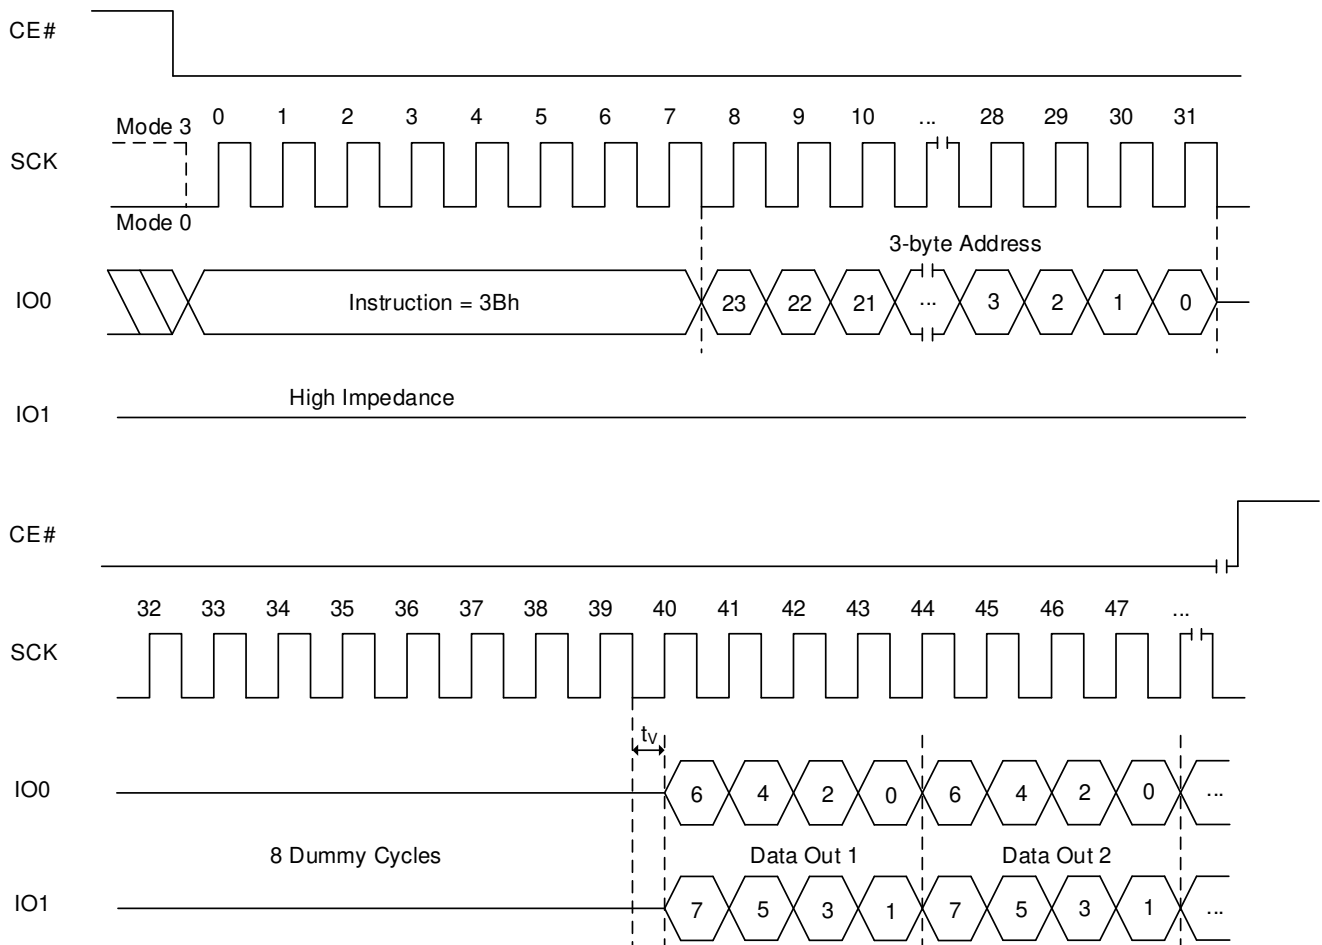 CE#
Mode 3 0 1 2 3 4 5 6 7 8 9 10 ... 28 29 30 31
SCK
Mode 0
3-byte Address
IO0 Instruction = 3Bh 23 22 21 ... 3 2 1 0
High Impedance
IO1
CE#
32 33 34 35 36 37 38 39 40 41 42 43 44 45 46 47 ...
SCK
tV
IO0 6 4 2 0 6 4 2 0 ...
8 Dummy Cycles Data Out 1 Data Out 2
IO1 7 5 3 1 7 5 3 1 ...